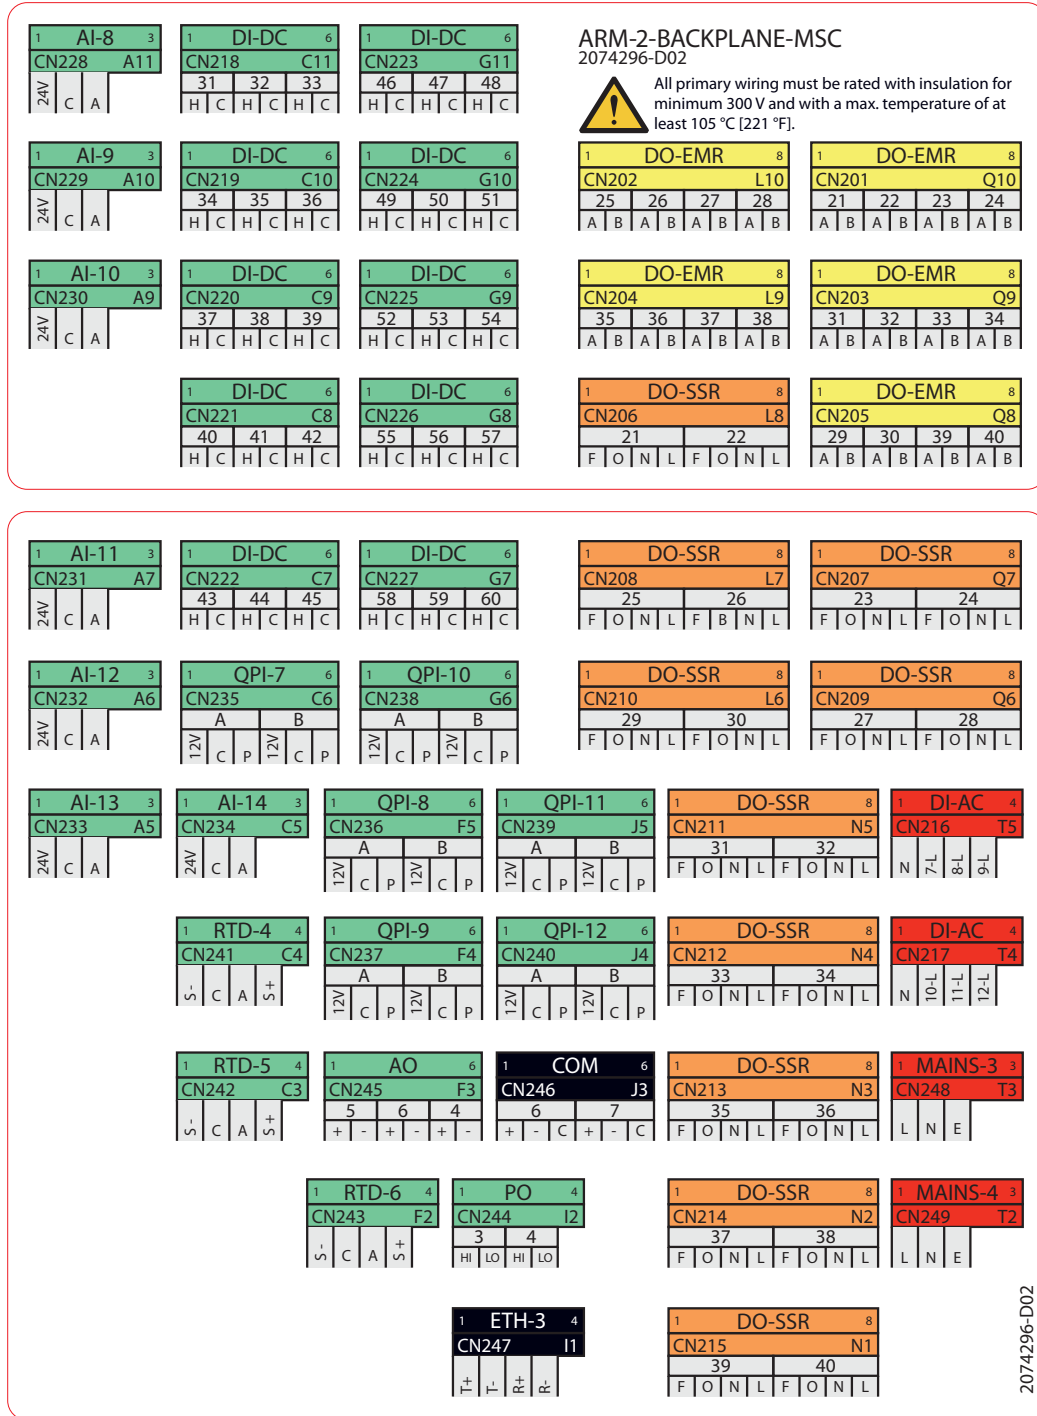 ARM-2-BACKPLANE-MSC
2074296-D02
All primary wiring must be rated with insulation for
minimum 300 V and with a max. temperature of at
least 105 °C [221 °F].
1 AI-8 3
CN228 A11
24V C A
1 DI-DC 6
CN218 C11
31 32 33
H C H C H C
1 DI-DC 6
CN223 G11
46 47 48
H C H C H C
1 AI-9 3
CN229 A10
24V C A
1 DI-DC 6
CN219 C10
34 35 36
H C H C H C
1 DI-DC 6
CN224 G10
49 50 51
H C H C H C
1 DO-EMR 8
CN202 L10
25 26 27 28
A B A B A B A B
1 DO-EMR 8
CN201 Q10
21 22 23 24
A B A B A B A B
1 AI-10 3
CN230 A9
24V C A
1 DI-DC 6
CN220 C9
37 38 39
H C H C H C
1 DI-DC 6
CN225 G9
52 53 54
H C H C H C
1 DO-EMR 8
CN204 L9
35 36 37 38
A B A B A B A B
1 DO-EMR 8
CN203 Q9
31 32 33 34
A B A B A B A B
1 DI-DC 6
CN221 C8
40 41 42
H C H C H C
1 DI-DC 6
CN226 G8
55 56 57
H C H C H C
1 DO-SSR 8
CN206 L8
21 22
F O N L F O N L
1 DO-EMR 8
CN205 Q8
29 30 39 40
A B A B A B A B
1 AI-11 3
CN231 A7
24V C A
1 DI-DC 6
CN222 C7
43 44 45
H C H C H C
1 DI-DC 6
CN227 G7
58 59 60
H C H C H C
1 DO-SSR 8
CN208 L7
25 26
F O N L F B N L
1 DO-SSR 8
CN207 Q7
23 24
F O N L F O N L
1 AI-12 3
CN232 A6
24V C A
1 QPI-7 6
CN235 C6
A B
12V C P 12V C P
1 QPI-10 6
CN238 G6
A B
12V C P 12V C P
1 DO-SSR 8
CN210 L6
29 30
F O N L F O N L
1 DO-SSR 8
CN209 Q6
27 28
F O N L F O N L
1 AI-13 3
CN233 A5
24V C A
1 AI-14 3
CN234 C5
24V C A
1 QPI-8 6
CN236 F5
A B
12V C P 12V C P
1 QPI-11 6
CN239 J5
A B
12V C P 12V C P
1 DO-SSR 8
CN211 N5
31 32
F O N L F O N L
1 DI-AC 4
CN216 T5
N 7-L 8-L 9-L
1 RTD-4 4
CN241 C4
S- C A S+
1 QPI-9 6
CN237 F4
A B
12V C P 12V C P
1 QPI-12 6
CN240 J4
A B
12V C P 12V C P
1 DO-SSR 8
CN212 N4
33 34
F O N L F O N L
1 DI-AC 4
CN217 T4
N 10-L 11-L 12-L
1 RTD-5 4
CN242 C3
S- C A S+
1 AO 6
CN245 F3
5 6 4
+ - + - + -
1 COM 6
CN246 J3
6 7
+ - C + - C
1 DO-SSR 8
CN213 N3
35 36
F O N L F O N L
1 MAINS-3 3
CN248 T3
L N E
1 RTD-6 4
CN243 F2
S- C A S+
1 PO 4
CN244 I2
3 4
HI LO HI LO
1 DO-SSR 8
CN214 N2
37 38
F O N L F O N L
1 MAINS-4 3
CN249 T2
L N E
1 ETH-3 4
CN247 I1
T+ T- R+ R-
1 DO-SSR 8
CN215 N1
39 40
F O N L F O N L
2074296-D02